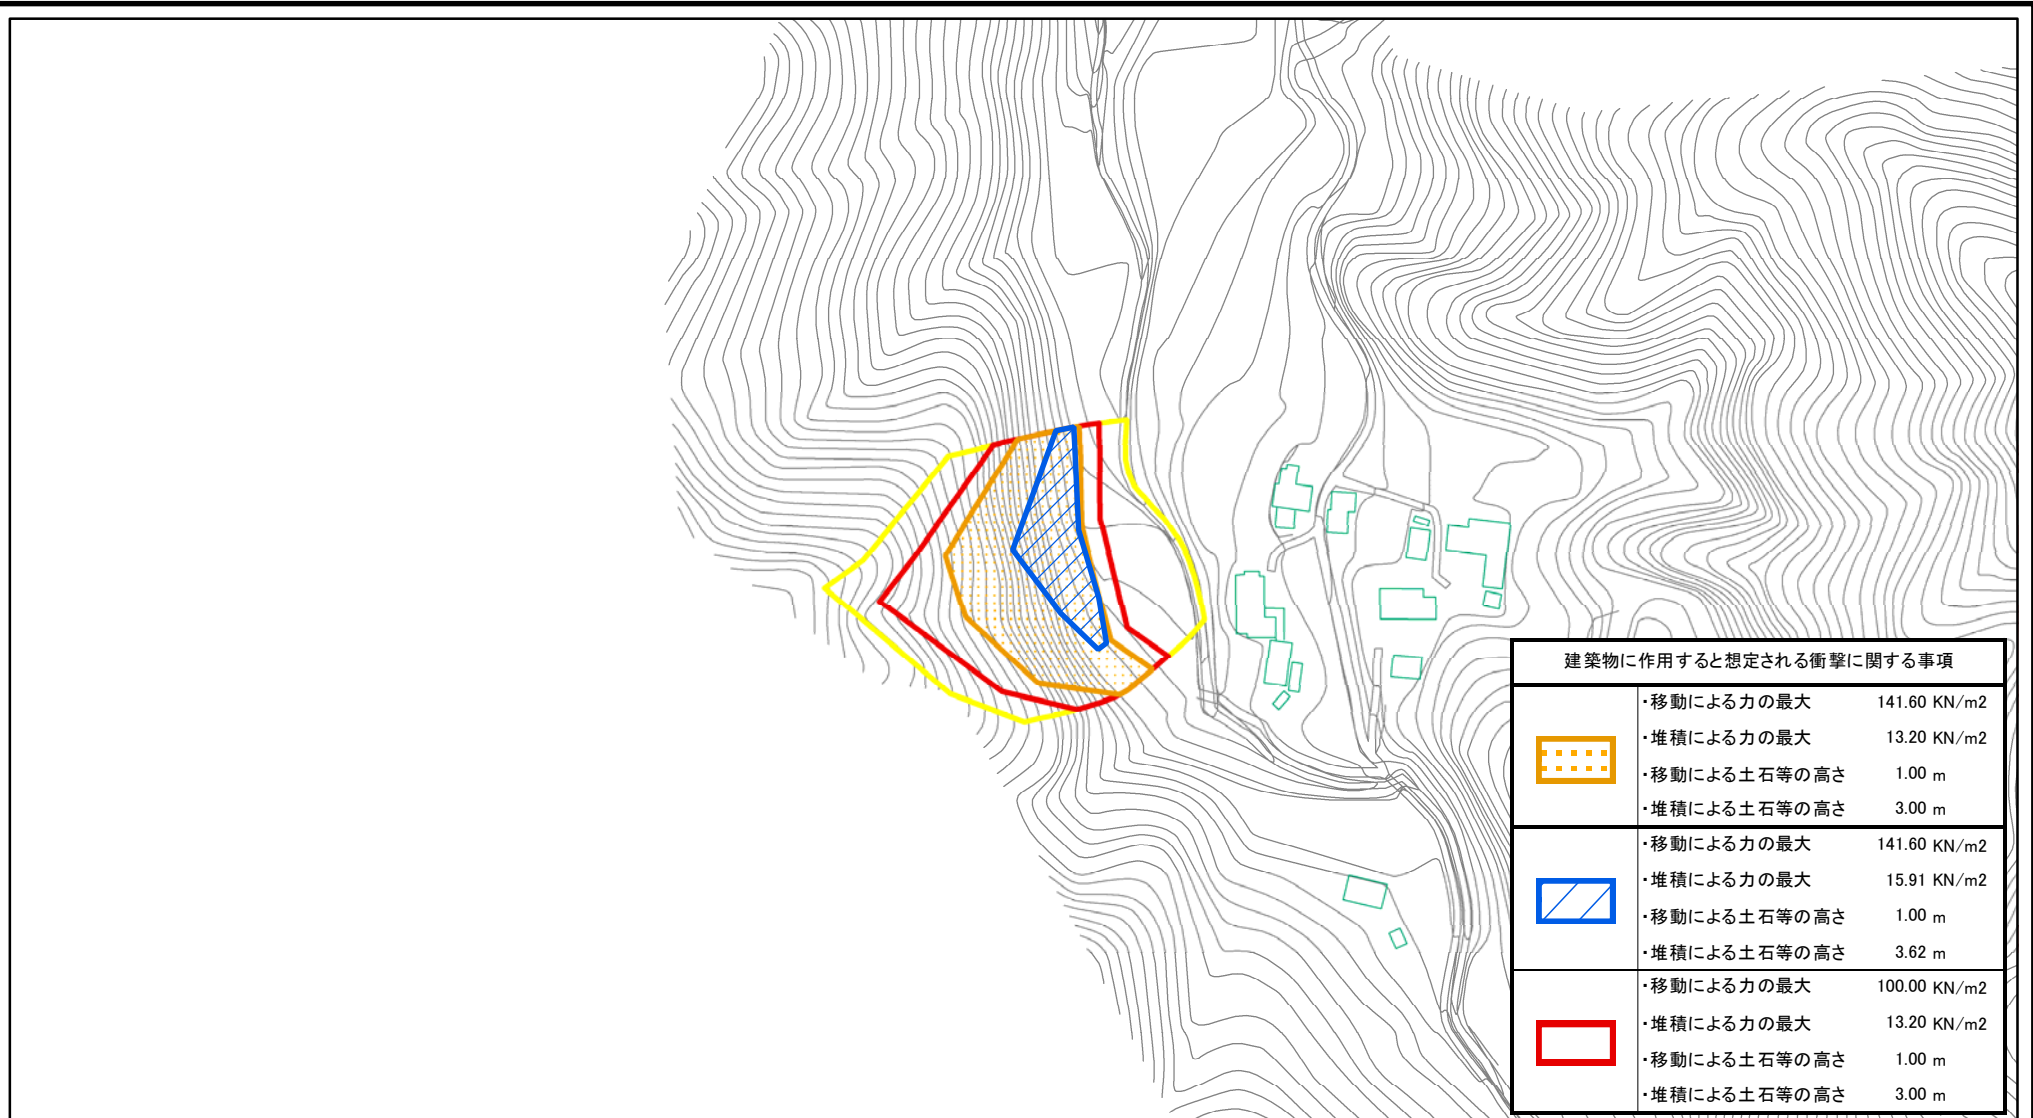 建築物に作用すると想定される衝撃に関する事項
・移動による力の最大 141.60 KN/m2
・堆積による力の最大 13.20 KN/m2
・移動による土石等の高さ 1.00 m
・堆積による土石等の高さ 3.00 m
・移動による力の最大 141.60 KN/m2
・堆積による力の最大 15.91 KN/m2
・移動による土石等の高さ 1.00 m
・堆積による土石等の高さ 3.62 m
・移動による力の最大 100.00 KN/m2
・堆積による力の最大 13.20 KN/m2
・移動による土石等の高さ 1.00 m
・堆積による土石等の高さ 3.00 m